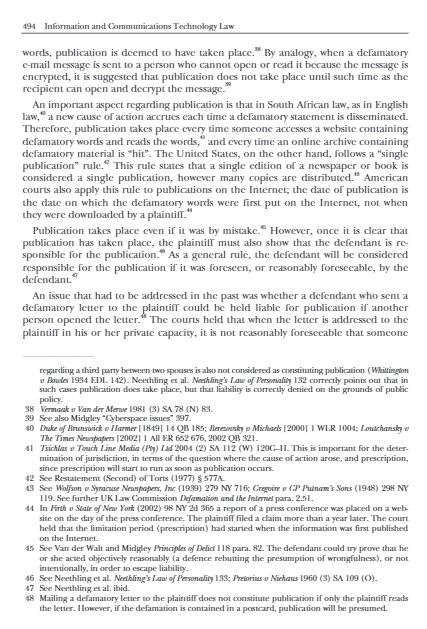 494 Information and Communications Technology Law
words, publication is deemed to have taken place.38 By analogy, when a defamatory
e-mail message is sent to a person who cannot open or read it because the message is
encrypted, it is suggested that publication does not take place until such time as the
recipient can open and decrypt the message.39
An important aspect regarding publication is that in South African law, as in English
law,40 a new cause of action accrues each time a defamatory statement is disseminated.
Therefore, publication takes place every time someone accesses a website containing
defamatory words and reads the words,41 and every time an online archive containing
defamatory material is “hit”. The United States, on the other hand, follows a “single
publication” rule.42 This rule states that a single edition of a newspaper or book is
considered a single publication, however many copies are distributed.43 American
courts also apply this rule to publications on the Internet; the date of publication is
the date on which the defamatory words were first put on the Internet, not when
they were downloaded by a plaintiff.44
Publication takes place even if it was by mistake.45 However, once it is clear that
publication has taken place, the plaintiff must also show that the defendant is re-
sponsible for the publication.46 As a general rule, the defendant will be considered
responsible for the publication if it was foreseen, or reasonably foreseeable, by the
defendant.47
An issue that had to be addressed in the past was whether a defendant who sent a
defamatory letter to the plaintiff could be held liable for publication if another
person opened the letter.48 The courts held that when the letter is addressed to the
plaintiff in his or her private capacity, it is not reasonably foreseeable that someone
regarding a third party between two spouses is also not considered as constituting publication (Whittington
v Bowles 1934 EDL 142). Neethling et al. Neethling's Law of Personality 132 correctly points out that in
such cases publication does take place, but that liability is correctly denied on the grounds of public
policy.
38 Vermaak v Van der Merwe 1981 (3) SA 78 (N) 83.
39 See also Midgley “Cyberspace issues” 397.
40 Duke of Brunswick v Harmer [1849] 14 QB 185; Berezovsky v Michaels [2000] 1 WLR 1004; Loutchansky v
The Times Newspapers [2002] 1 All ER 652 676, 2002 QB 321.
41 Tsichlas v Touch Line Media (Pty) Ltd 2004 (2) SA 112 (W) 120G–H. This is important for the deter-
mination of jurisdiction, in terms of the question where the cause of action arose, and prescription,
since prescription will start to run as soon as publication occurs.
42 See Restatement (Second) of Torts (1977) § 577A.
43 See Wolfson v Syracuse Newspapers, Inc (1939) 279 NY 716; Gregoire v GP Putnam's Sons (1948) 298 NY
119. See further UK Law Commission Defamation and the Internet para. 2.51.
44 In Firth v State of New York (2002) 98 NY 2d 365 a report of a press conference was placed on a web-
site on the day of the press conference. The plaintiff filed a claim more than a year later. The court
held that the limitation period (prescription) had started when the information was first published
on the Internet.
45 See Van der Walt and Midgley Principles of Delict 118 para. 82. The defendant could try prove that he
or she acted objectively reasonably (a defence rebutting the presumption of wrongfulness), or not
intentionally, in order to escape liability.
46 See Neethling et al. Neethling's Law of Personality 133; Pretorius v Niehaus 1960 (3) SA 109 (O).
47 See Neethling et al. ibid.
48 Mailing a defamatory letter to the plaintiff does not constitute publication if only the plaintiff reads
the letter. However, if the defamation is contained in a postcard, publication will be presumed.